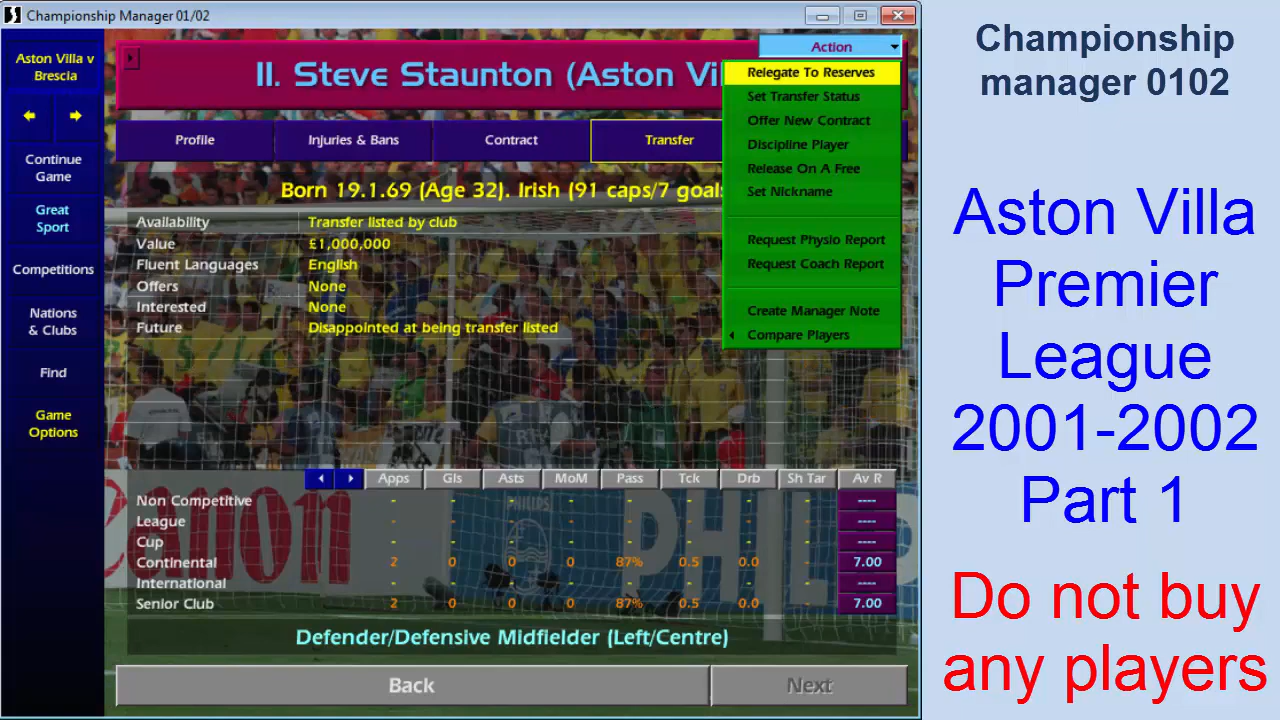 Championship Manager 01/02
Aston Villa v
Brescia
Continue
Game
Great
Sport
Competitions
Nations
& Clubs
Find
Game
Options
11. Steve Staunton (Aston Vi
Action
Relegate To Reserves
Set Transfer Status
Offer New Contract
Discipline Player
Release On A Free
Set Nickname
Request Physio Report
Request Coach Report
Create Manager Note
Compare Players
Profile Injuries & Bans Contract Transfer
Born 19.1.69 (Age 32). Irish (91 caps/7 goals
Availability Transfer listed by club
Value £1,000,000
Fluent Languages English
Offers None
Interested None
Future Disappointed at being transfer listed
Apps Gls Asts MoM Pass Tck Drb Sh Tar Av R
Non Competitive - - - - - - - - ----
League - - - - - - - - ----
Cup - - - - - - - - ----
Continental 2 0 0 0 87% 0.5 0.0 - 7.00
International - - - - - - - - ----
Senior Club 2 0 0 0 87% 0.5 0.0 - 7.00
Defender/Defensive Midfielder (Left/Centre)
Back Next
Canon
PHILIPS
PHILIP
Championship
manager 0102
Aston Villa
Premier
League
2001-2002
Part 1
Do not buy
any players